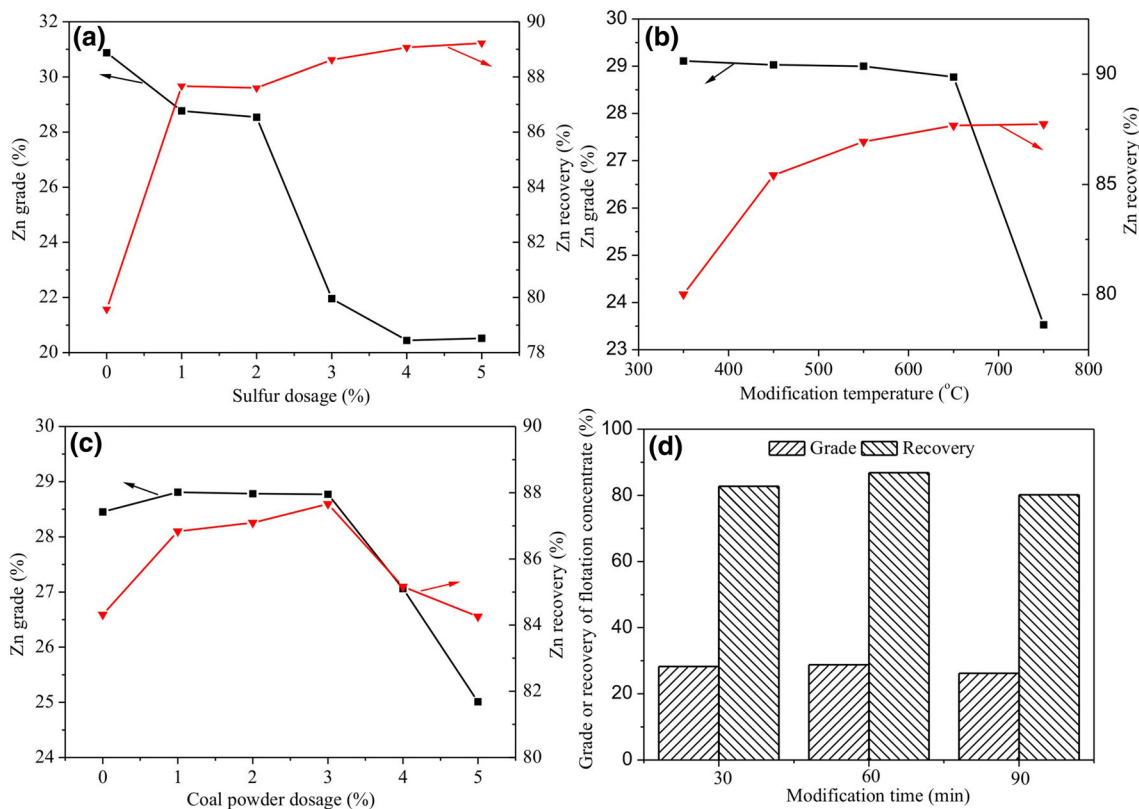 (a)
32
30
28
26
24
22
20
Zn grade (%)
90
88
86
84
82
80
78
Zn recovery (%)
0 1 2 3 4 5
Sulfur dosage (%)
(b)
30
29
28
27
26
25
24
23
Zn grade (%)
90
85
80
Zn recovery (%)
300 400 500 600 700 800
Modification temperature (°C)
(c)
30
29
28
27
26
25
24
Zn grade (%)
90
88
86
84
82
80
Zn recovery (%)
0 1 2 3 4 5
Coal powder dosage (%)
(d)
Grade Recovery
100
80
60
40
20
0
Grade or recovery of flotation concentrate (%)
30 60 90
Modification time (min)